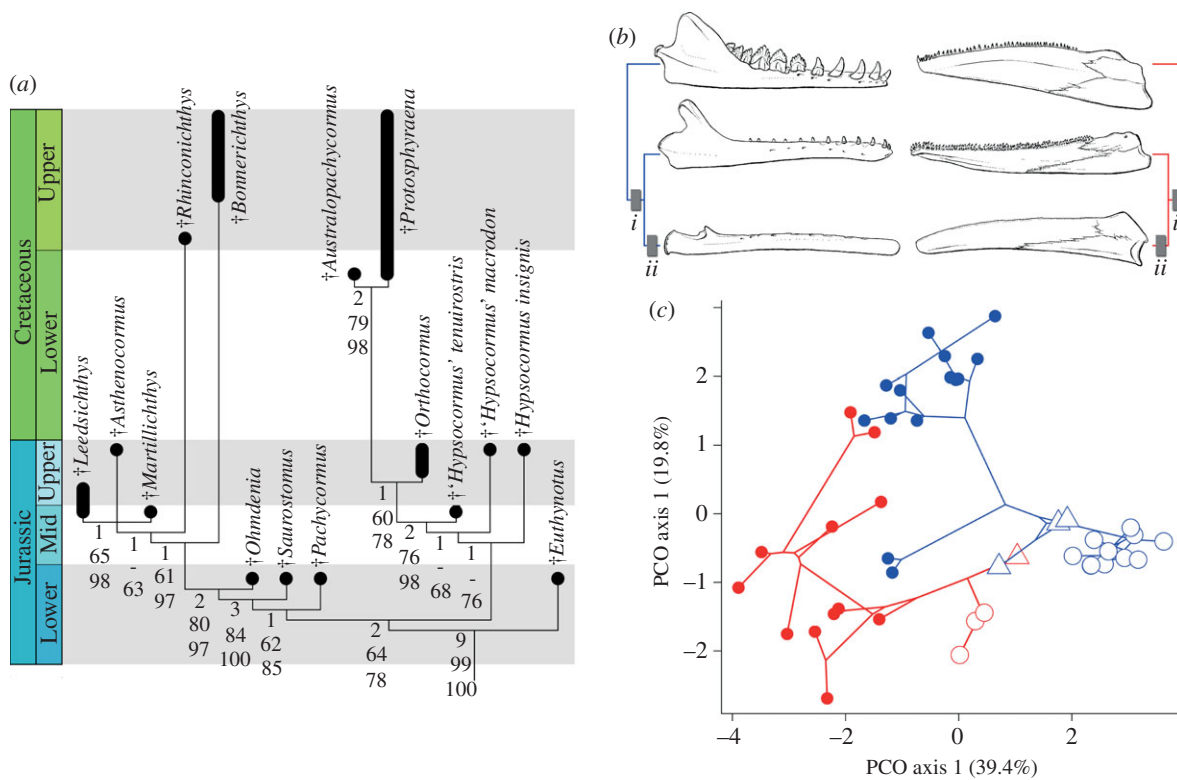 (a)
Cretaceous
Jurassic
Upper
Lower
Upper
Mid
Lower
†Leedsichthys
†Asthenocormus
†Martillichthys
†Rhinconichthys
†Bonnerichthys
†Ohmdenia
†Saurostomus
†Pachycormus
†Australopachycormus
†Protosphyraena
†Orthocormus
†'Hypsocormus' tenuirostris
†'Hypsocormus' macrodon
†Hypsocormus insignis
†Euthynotus
1
65
98
1
-
63
1
61
97
2
80
97
3
84
100
1
62
85
2
79
98
1
60
78
2
76
98
1
-
68
1
-
76
2
64
78
9
99
100
(b)
i
ii
i
ii
(c)
PCO axis 1 (19.8%)
2
1
0
−1
−2
−4
−2
0
2
PCO axis 1 (39.4%)